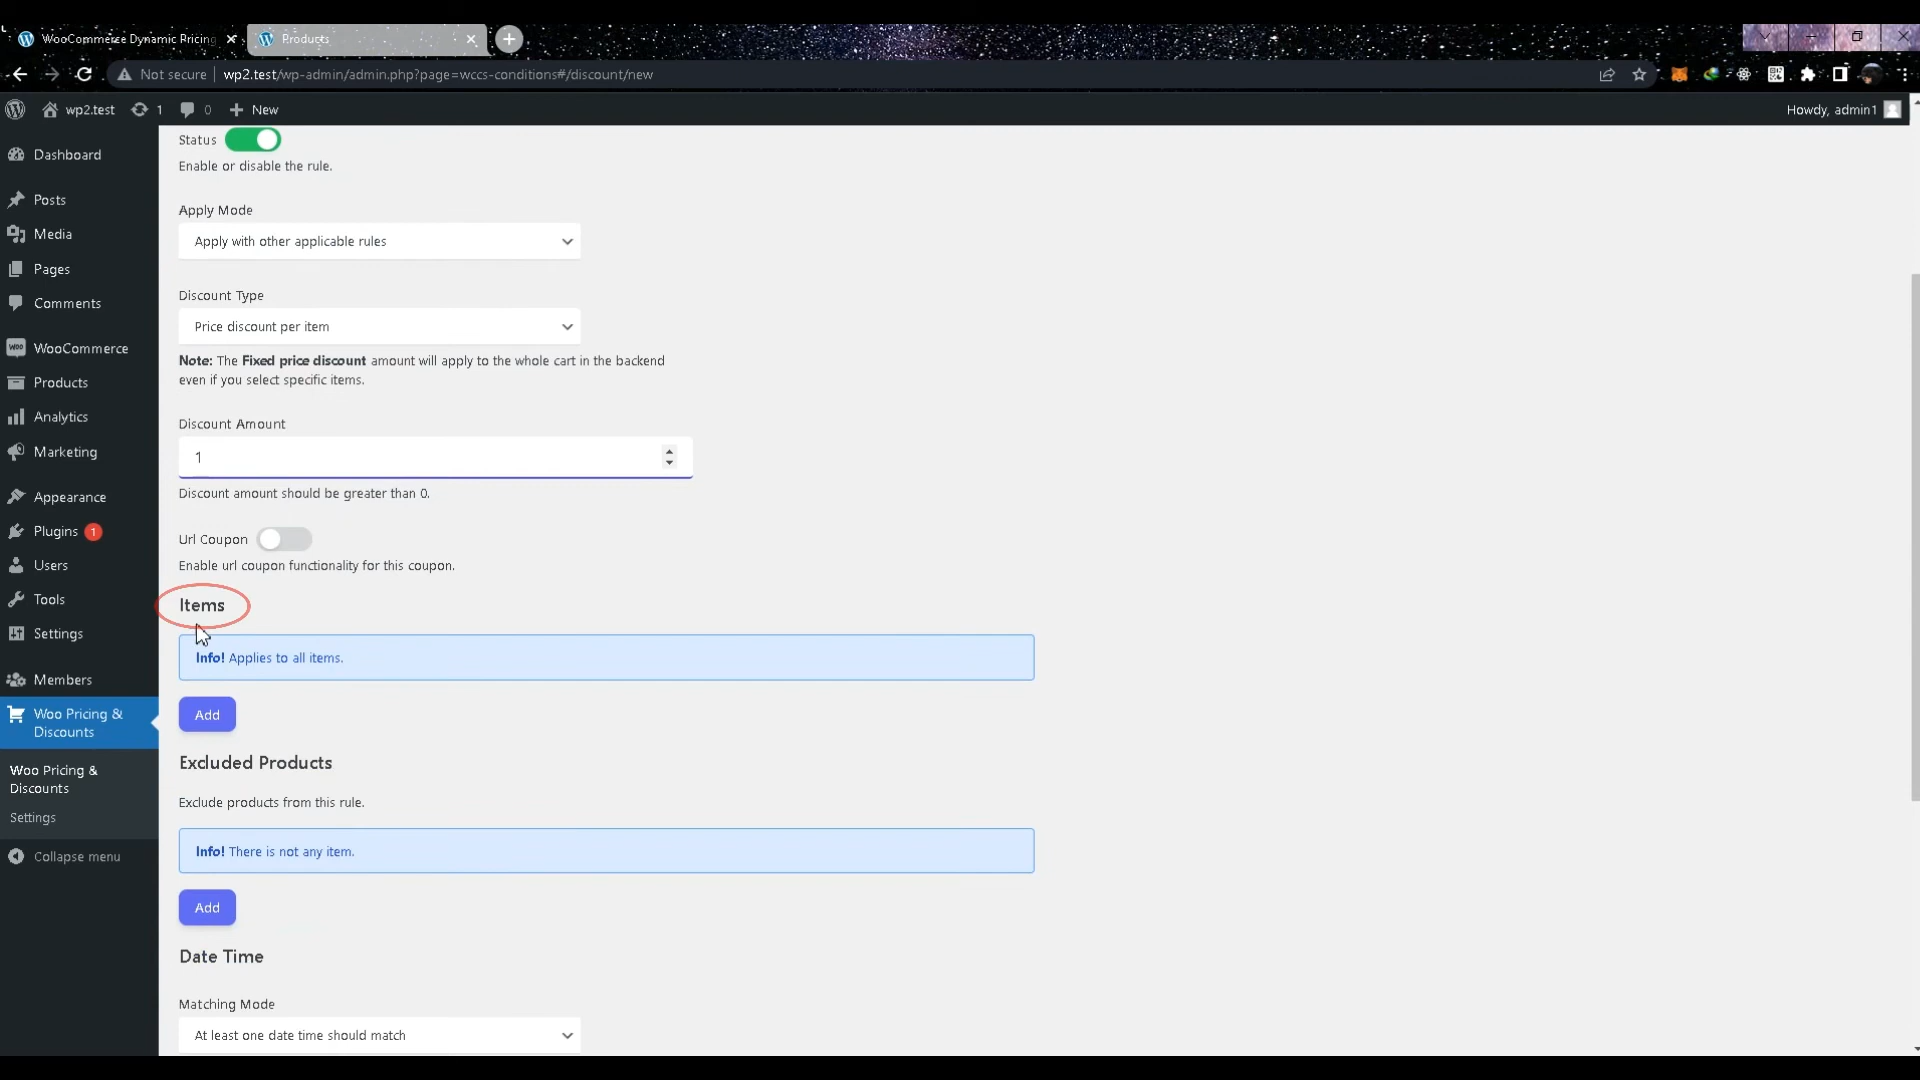 WooCommerce Dynamic Pricing
Products
Not secure
wp2.test/wp-admin/admin.php?page=wccs-conditions#/discount/new
wp2.test
1
0
New
Howdy, admin1
Dashboard
Posts
Media
Pages
Comments
WooCommerce
Products
Analytics
Marketing
Appearance
Plugins 1
Users
Tools
Settings
Members
Woo Pricing &
Discounts
Woo Pricing &
Discounts
Settings
Collapse menu
Status
Enable or disable the rule.
Apply Mode
Apply with other applicable rules
Discount Type
Price discount per item
Note: The Fixed price discount amount will apply to the whole cart in the backend
even if you select specific items.
Discount Amount
1
Discount amount should be greater than 0.
Url Coupon
Enable url coupon functionality for this coupon.
Items
Info! Applies to all items.
Add
Excluded Products
Exclude products from this rule.
Info! There is not any item.
Add
Date Time
Matching Mode
At least one date time should match